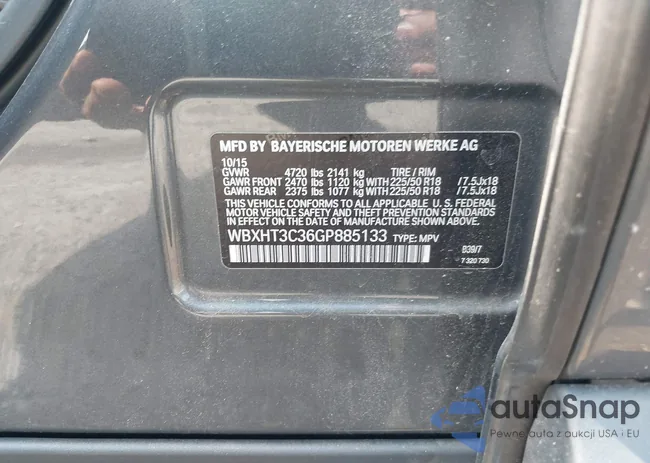 MFD BY BAYERISCHE MOTOREN WERKE AG
10/15
GVWR 4720 lbs 2141 kg TIRE / RIM
GAWR FRONT 2470 lbs 1120 kg WITH 225/50 R18 /7.5Jx18
GAWR REAR 2375 lbs 1077 kg WITH 225/50 R18 /7.5Jx18
THIS VEHICLE CONFORMS TO ALL APPLICABLE U.S. FEDERAL
MOTOR VEHICLE SAFETY, BUMPER, AND THEFT PREVENTION STANDARDS
IN EFFECT ON THE DATE OF MANUFACTURE SHOWN ABOVE.
WBXHT3C36GP885133 TYPE: MPV
B39/7
7 320 730
autaSnap
Pewne auta z aukcji USA i EU